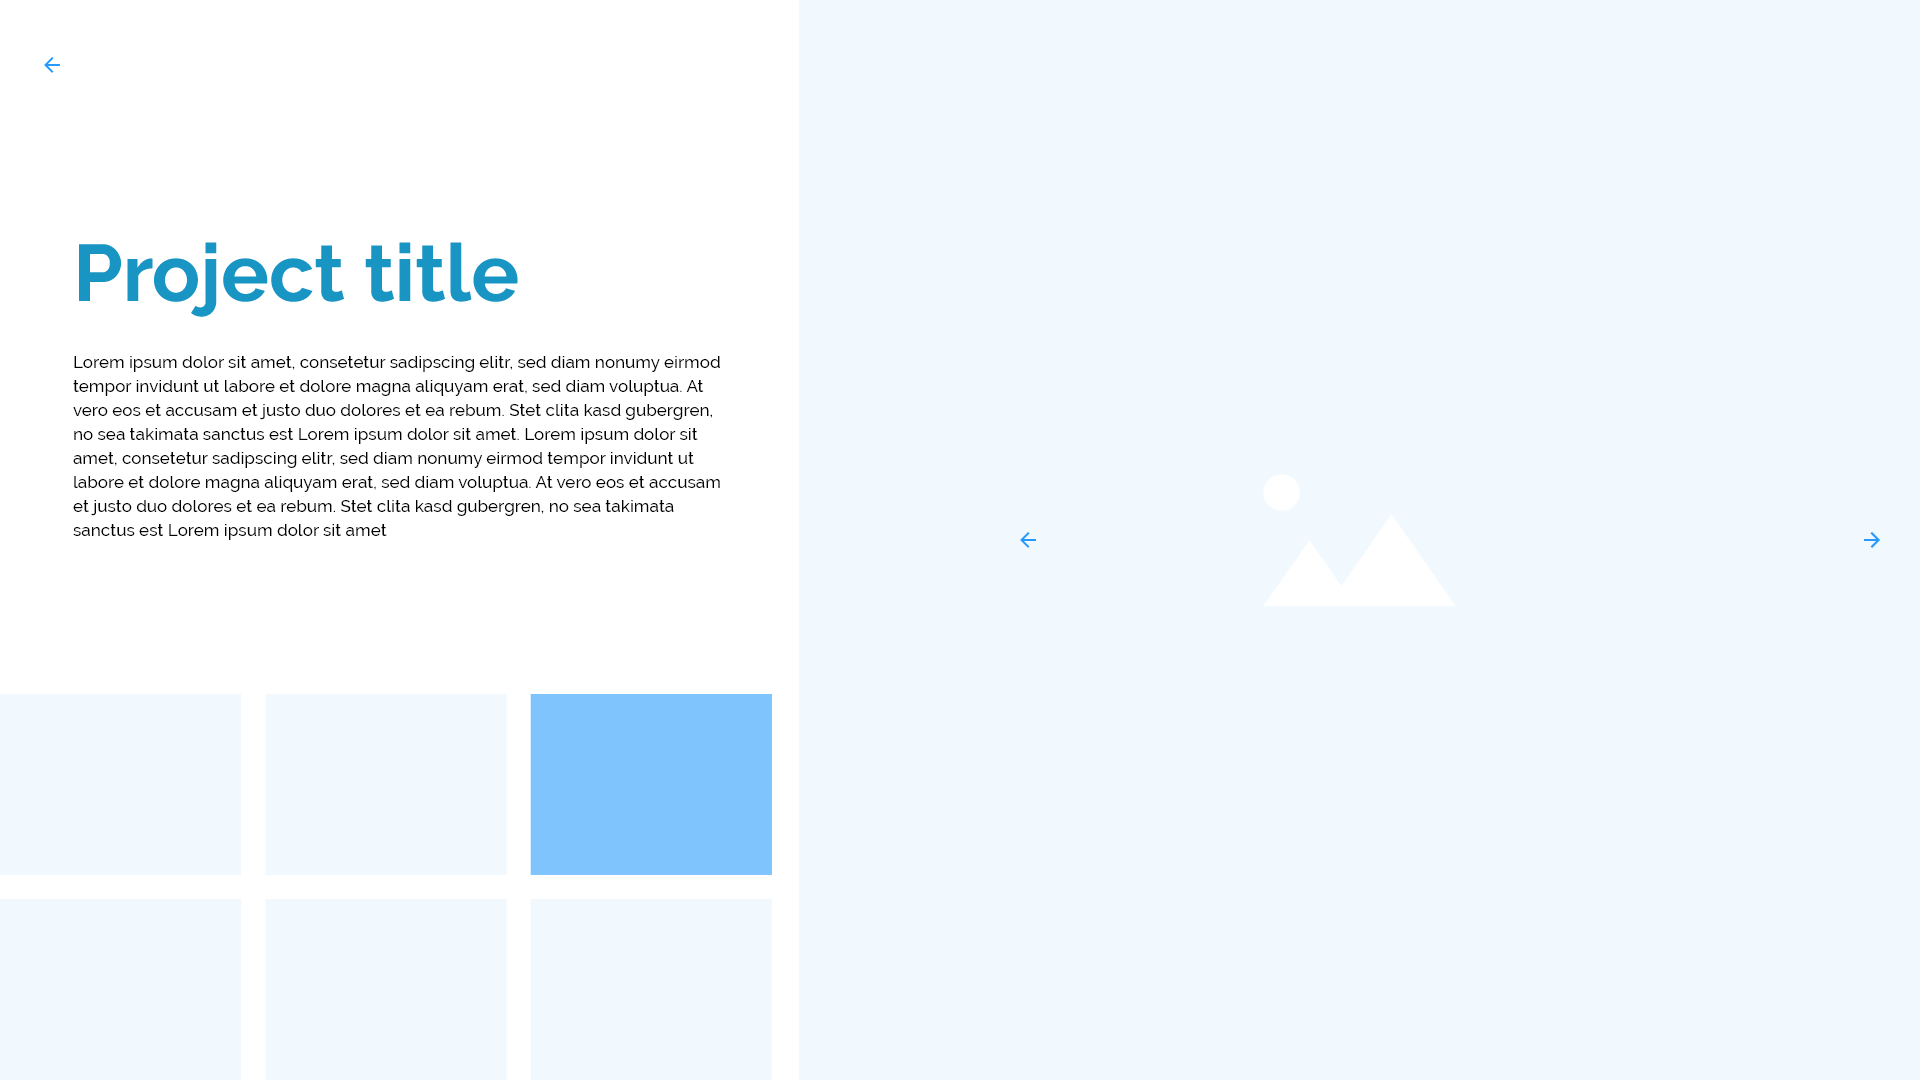 Project title
Lorem ipsum dolor sit amet, consetetur sadipscing elitr, sed diam nonumy eirmod
tempor invidunt ut labore et dolore magna aliquyam erat, sed diam voluptua. At
vero eos et accusam et justo duo dolores et ea rebum. Stet clita kasd gubergren,
no sea takimata sanctus est Lorem ipsum dolor sit amet. Lorem ipsum dolor sit
amet, consetetur sadipscing elitr, sed diam nonumy eirmod tempor invidunt ut
labore et dolore magna aliquyam erat, sed diam voluptua. At vero eos et accusam
et justo duo dolores et ea rebum. Stet clita kasd gubergren, no sea takimata
sanctus est Lorem ipsum dolor sit amet